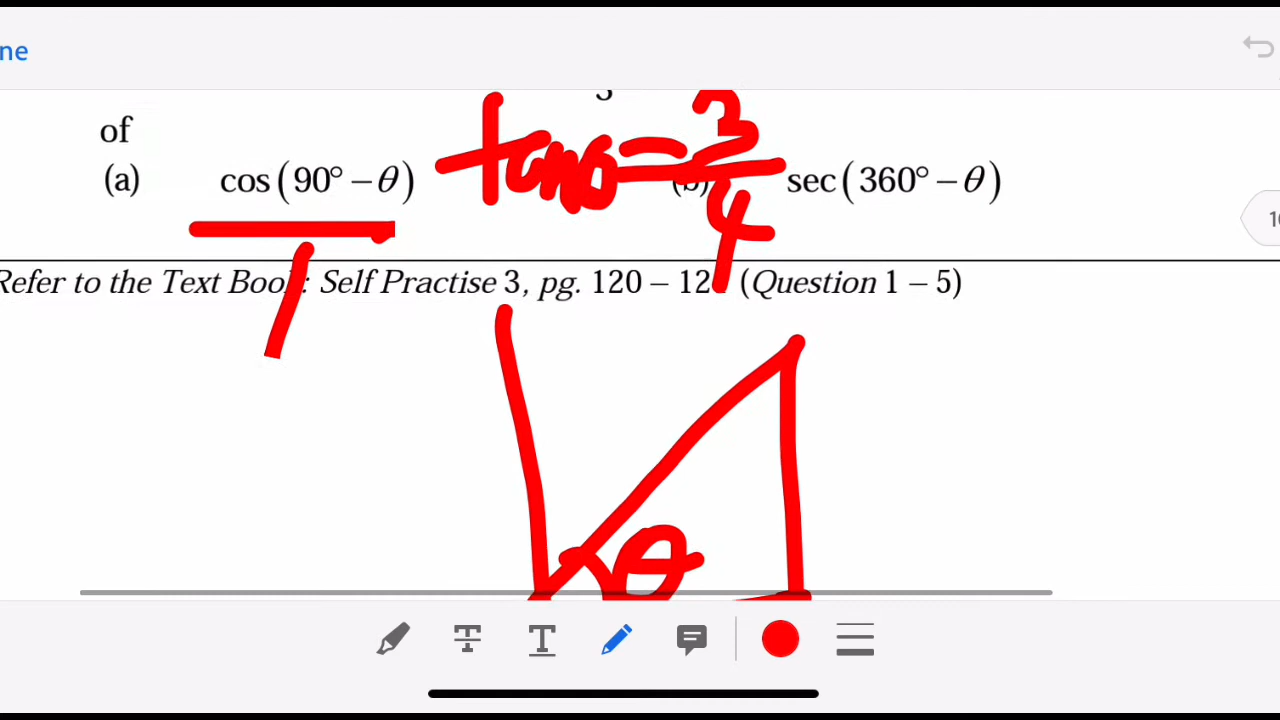 ne
of
(a) cos(90° – θ) tanθ = 3/4 (b) sec(360° – θ)
Refer to the Text Book: Self Practise 3, pg. 120 – 12 (Question 1 – 5)
θ